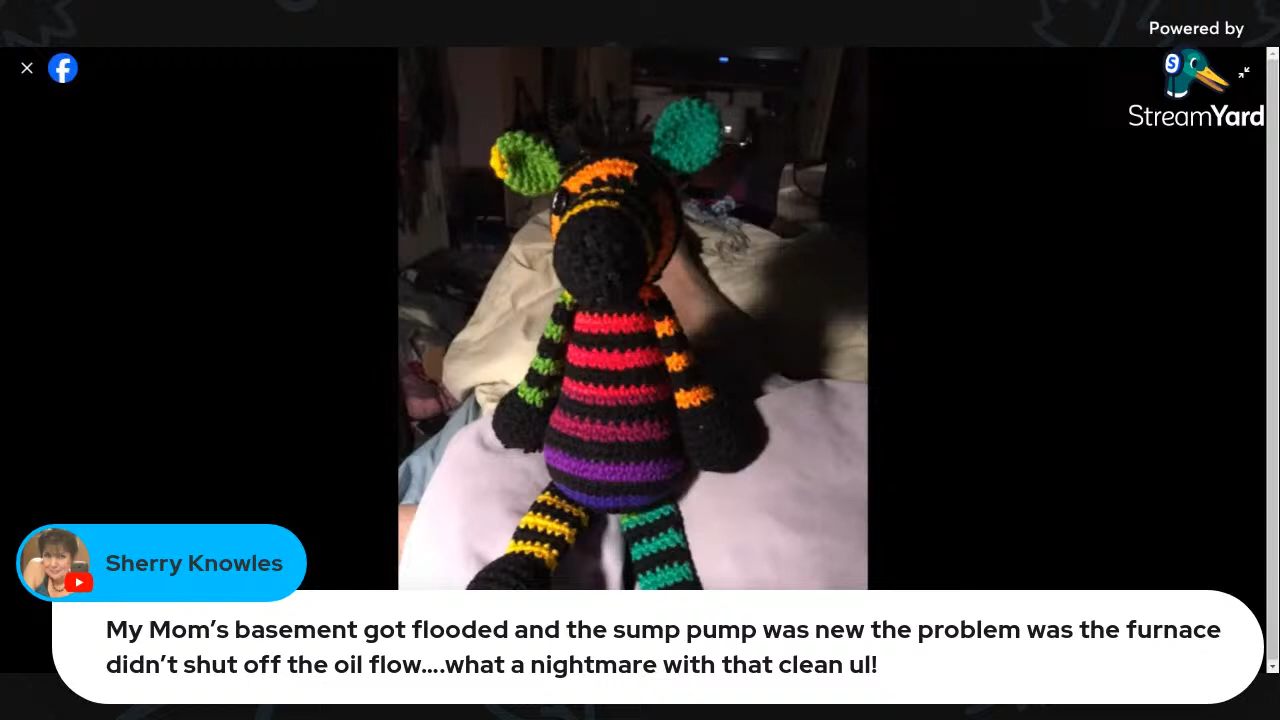 Powered by
StreamYard
Sherry Knowles
My Mom’s basement got flooded and the sump pump was new the problem was the furnace
didn’t shut off the oil flow….what a nightmare with that clean ul!